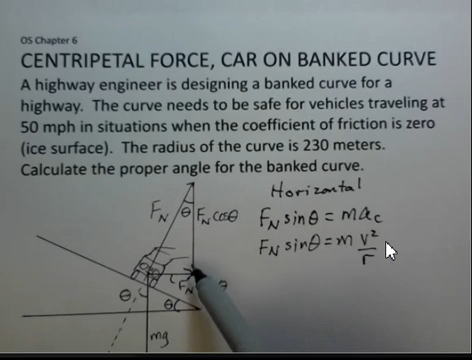 OS Chapter 6
CENTRIPETAL FORCE, CAR ON BANKED CURVE
A highway engineer is designing a banked curve for a
highway. The curve needs to be safe for vehicles traveling at
50 mph in situations when the coefficient of friction is zero
(ice surface). The radius of the curve is 230 meters.
Calculate the proper angle for the banked curve.
Horizontal
F_N θ F_N cosθ
F_N sinθ = m a_c
F_N sinθ = m v²/r
F_N θ
θ θ
mg